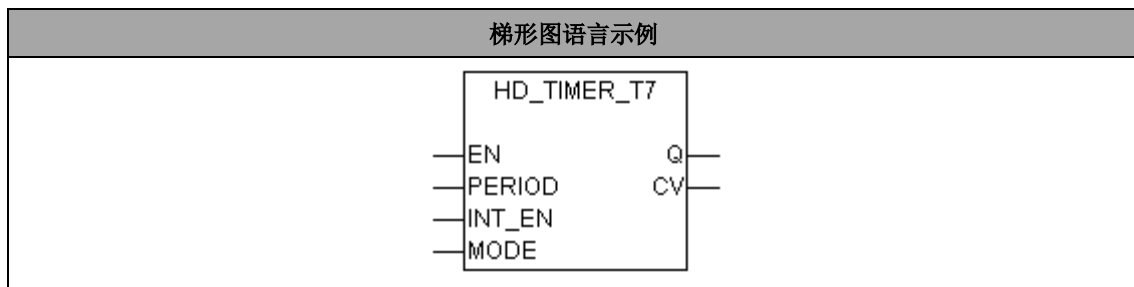 梯形图语言示例
HD_TIMER_T7
EN Q
PERIOD CV
INT_EN
MODE